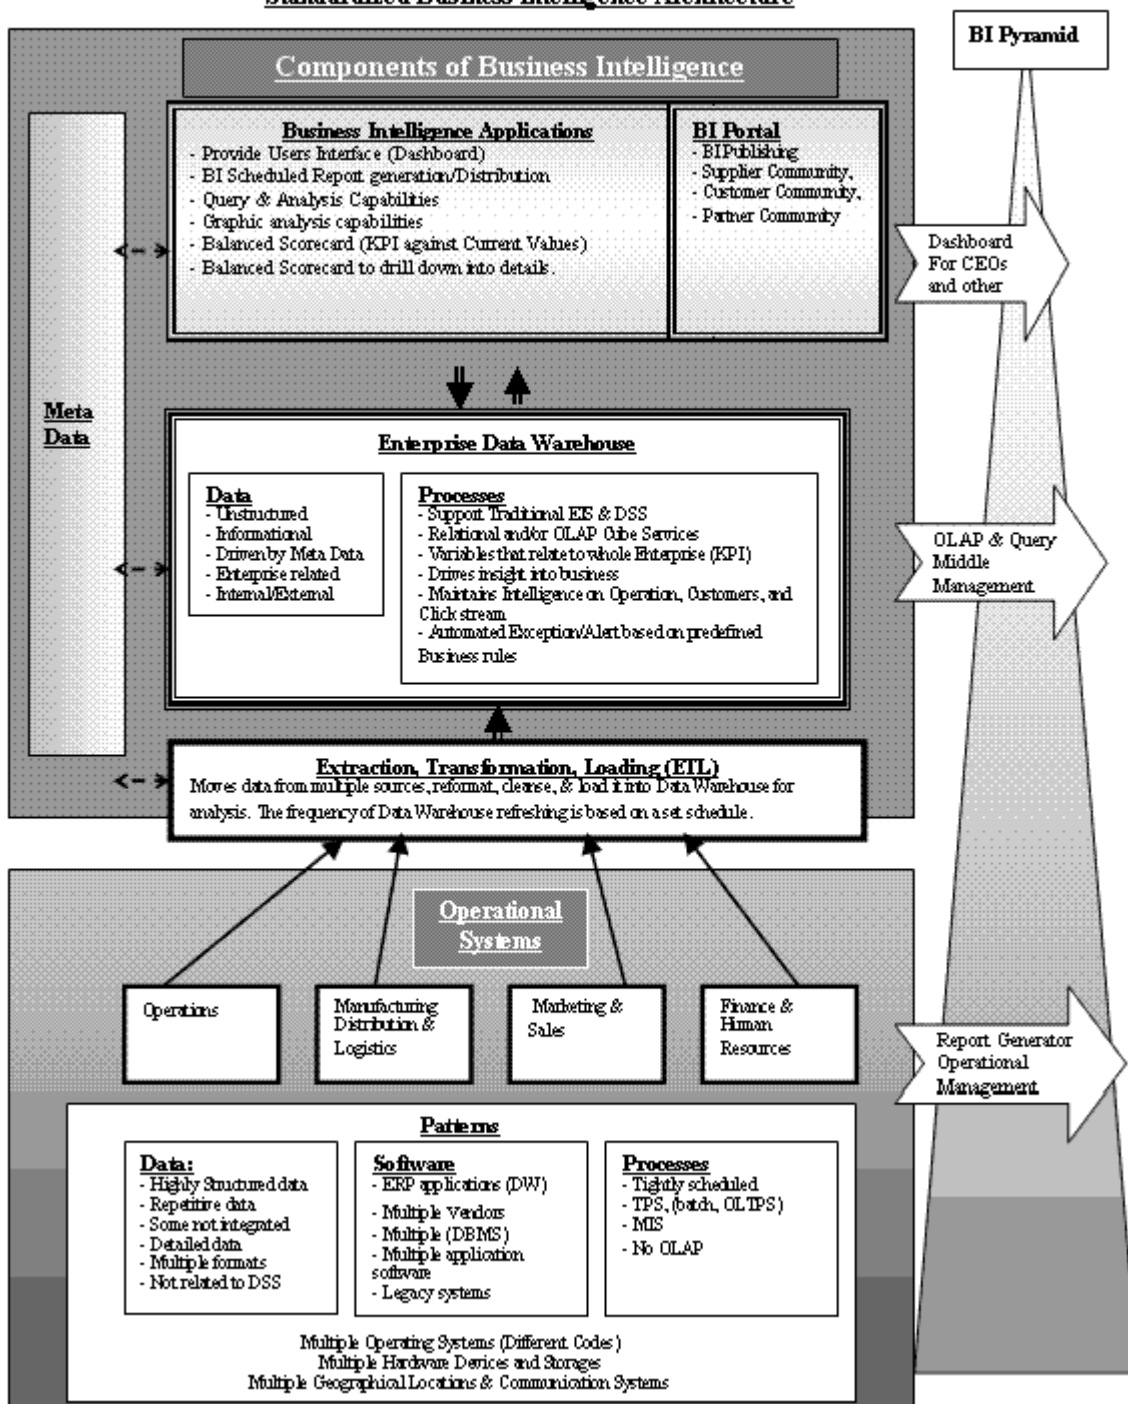 Standardized Business Intelligence Architecture
BI Pyramid
Components of Business Intelligence
Business Intelligence Applications
- Provide Users Interface (Dashboard)
- BI Scheduled Report generation/Distribution
- Query & Analysis Capabilities
- Graphic analysis capabilities
- Balanced Scorecard (KPI against Current Values)
- Balanced Scorecard to drill down into details.
BI Portal
- BI Publishing
- Supplier Community,
- Customer Community,
- Partner Community
Dashboard
For CEOs
and other
Meta
Data
Enterprise Data Warehouse
Data
- Unstructured
- Informational
- Driven by Meta Data
- Enterprise related
- Internal/External
Processes
- Support Traditional EIS & DSS
- Relational and/or OLAP Cube Services
- Variables that relate to whole Enterprise (KPI)
- Drives insight into business
- Maintains Intelligence on Operation, Customers, and
Click stream
- Automated Exception/Alert based on predefined
Business rules
OLAP & Query
Middle
Management
Extraction, Transformation, Loading (ETL)
Moves data from multiple sources, reformat, cleanse, & load it into Data Warehouse for
analysis. The frequency of Data Warehouse refreshing is based on a set schedule.
Operational
Systems
Operations
Manufacturing
Distribution &
Logistics
Marketing &
Sales
Finance &
Human
Resources
Report Generator
Operational
Management
Patterns
Data:
- Highly Structured data
- Repetitive data
- Some not integrated
- Detailed data
- Multiple formats
- Not related to DSS
Software
- ERP applications (DW)
- Multiple Vendors
- Multiple (DBMS)
- Multiple application
software
- Legacy systems
Processes
- Tightly scheduled
- TPS, (batch, OLTPS)
- MIS
- No OLAP
Multiple Operating Systems (Different Codes)
Multiple Hardware Devices and Storages
Multiple Geographical Locations & Communication Systems